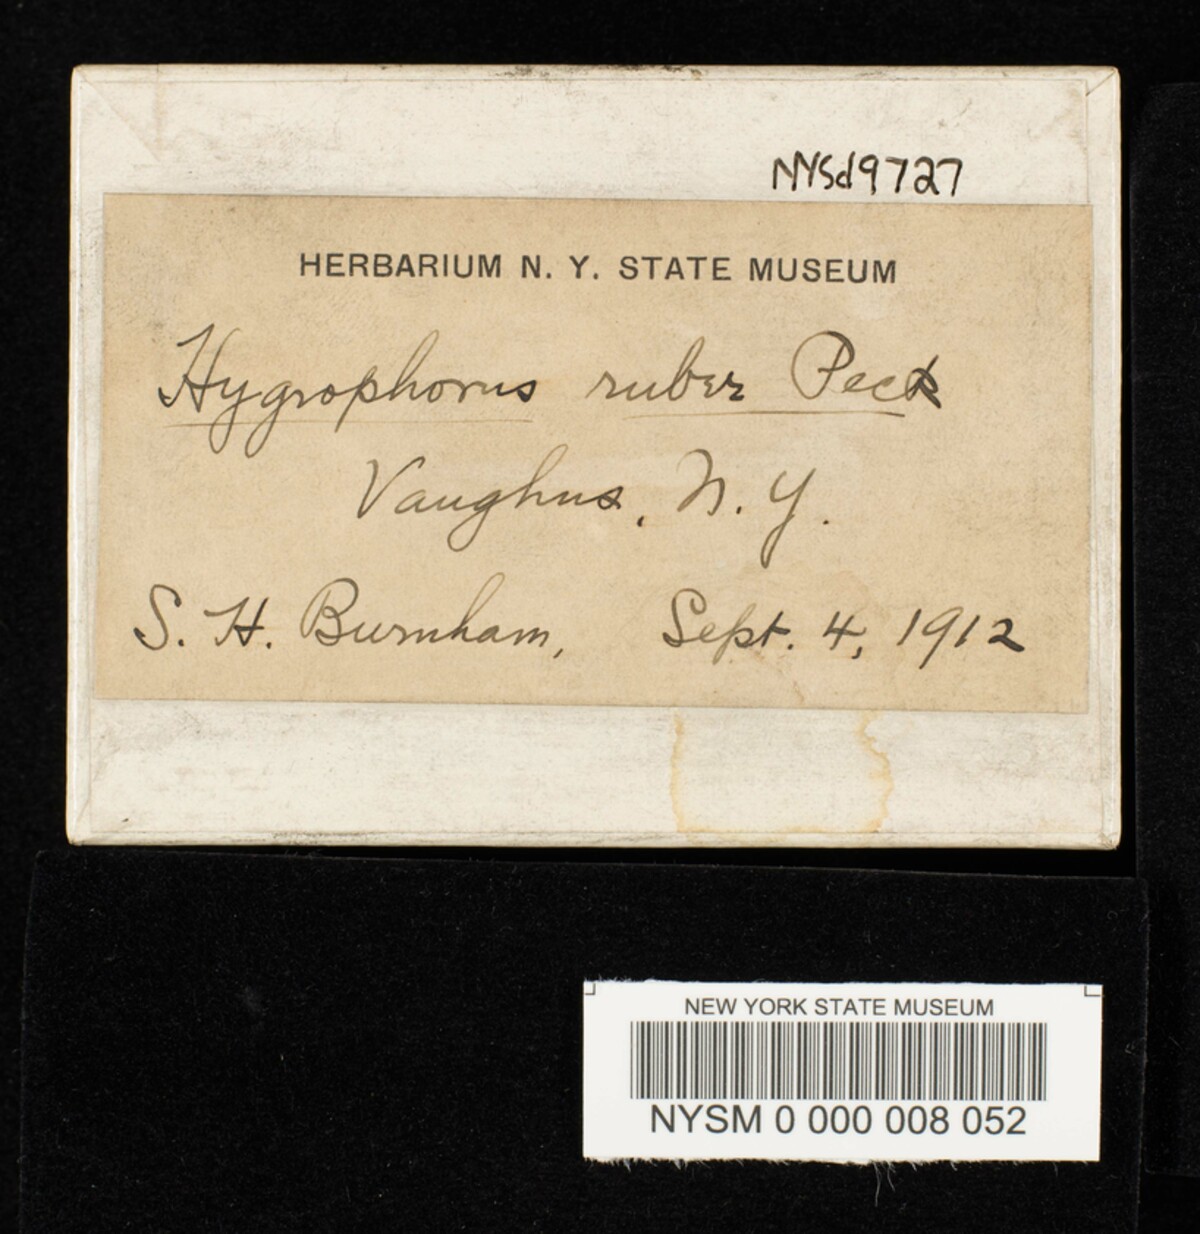 NYSd9727
HERBARIUM N. Y. STATE MUSEUM
Hygrophorus ruber Peck
Vaughns, N. Y.
S. H. Burnham, Sept. 4, 1912
NEW YORK STATE MUSEUM
NYSM 0 000 008 052